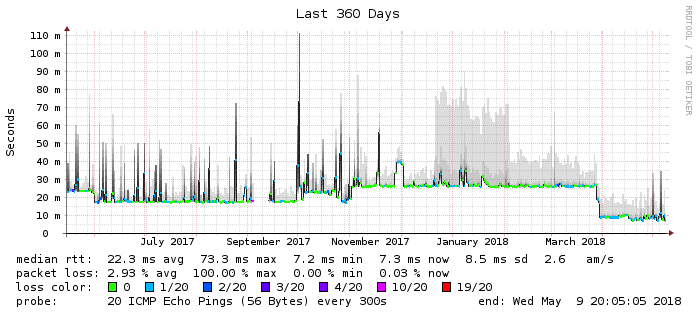 Last 360 Days
RRDTOOL / TOBI OETIKER
Seconds
110 m
100 m
90 m
80 m
70 m
60 m
50 m
40 m
30 m
20 m
10 m
0
July 2017 September 2017 November 2017 January 2018 March 2018
median rtt: 22.3 ms avg 73.3 ms max 7.2 ms min 7.3 ms now 8.5 ms sd 2.6 am/s
packet loss: 2.93 % avg 100.00 % max 0.00 % min 0.03 % now
loss color: 0 1/20 2/20 3/20 4/20 10/20 19/20
probe: 20 ICMP Echo Pings (56 Bytes) every 300s end: Wed May 9 20:05:05 2018